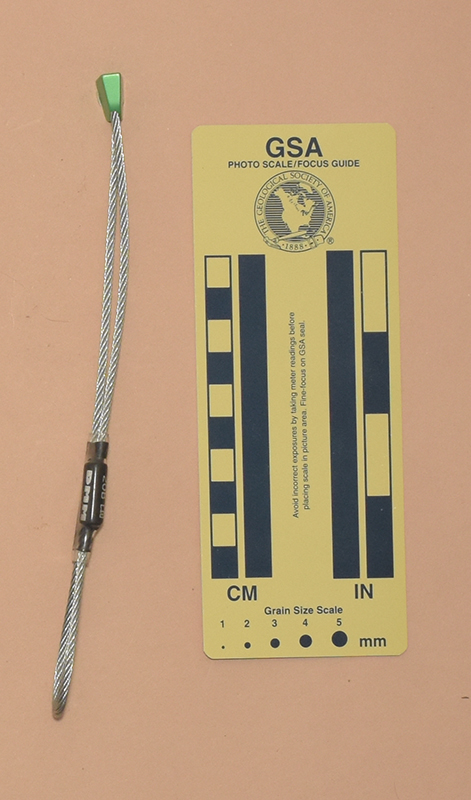 GSA
PHOTO SCALE/FOCUS GUIDE
THE GEOLOGICAL SOCIETY OF AMERICA
·1888·
®
Avoid incorrect exposures by taking meter readings before
placing scale in picture area. Fine-focus on GSA seal.
CM
IN
Grain Size Scale
1 2 3 4 5
mm
DMM